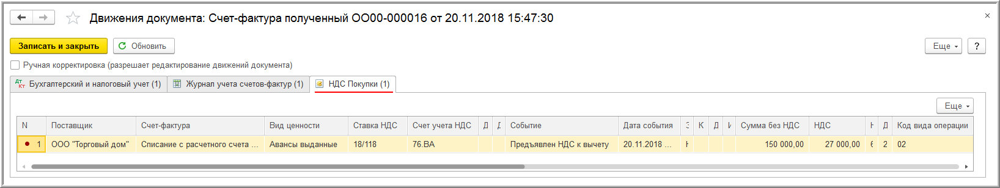 Движения документа: Счет-фактура полученный ОО00-000016 от 20.11.2018 15:47:30
Записать и закрыть Обновить Еще ?
Ручная корректировка (разрешает редактирование движений документа)
Дт Кт Бухгалтерский и налоговый учет (1) Журнал учета счетов-фактур (1) НДС Покупки (1)
Еще
N Поставщик Счет-фактура Вид ценности Ставка НДС Счет учета НДС Д Д Событие Дата события З К Д И Сумма без НДС НДС Н Д Код вида операции
1 ООО "Торговый дом" Списание с расчетного счета ... Авансы выданные 18/118 76.ВА Предъявлен НДС к вычету 20.11.2018 ... Н 150 000,00 27 000,00 6 2 02